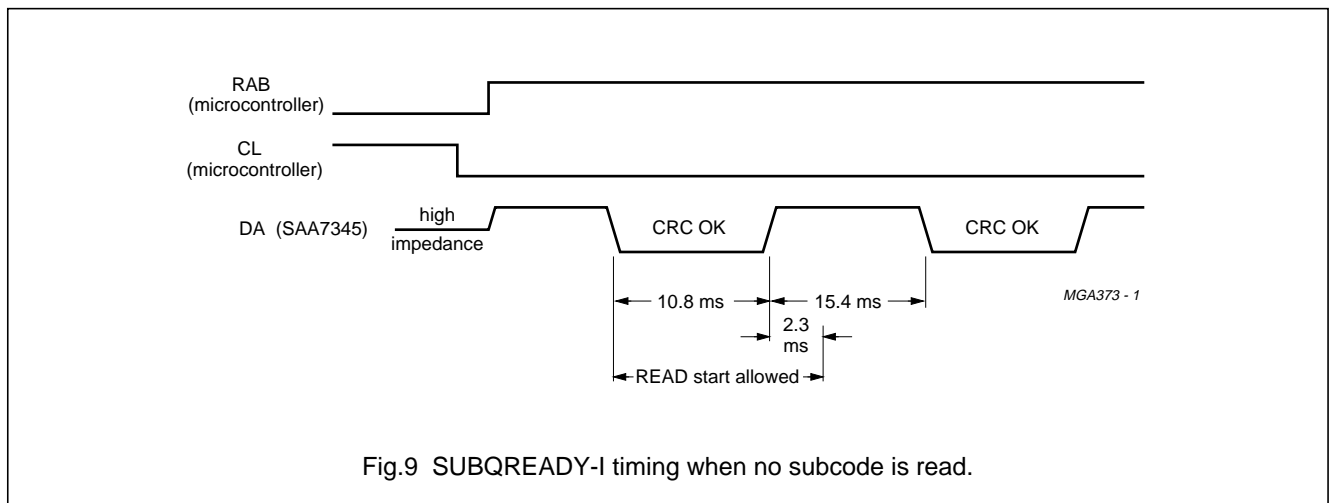 RAB
(microcontroller)
CL
(microcontroller)
DA (SAA7345)
high
impedance
CRC OK
CRC OK
10.8 ms
15.4 ms
MGA373 - 1
2.3
ms
READ start allowed
Fig.9 SUBQREADY-I timing when no subcode is read.